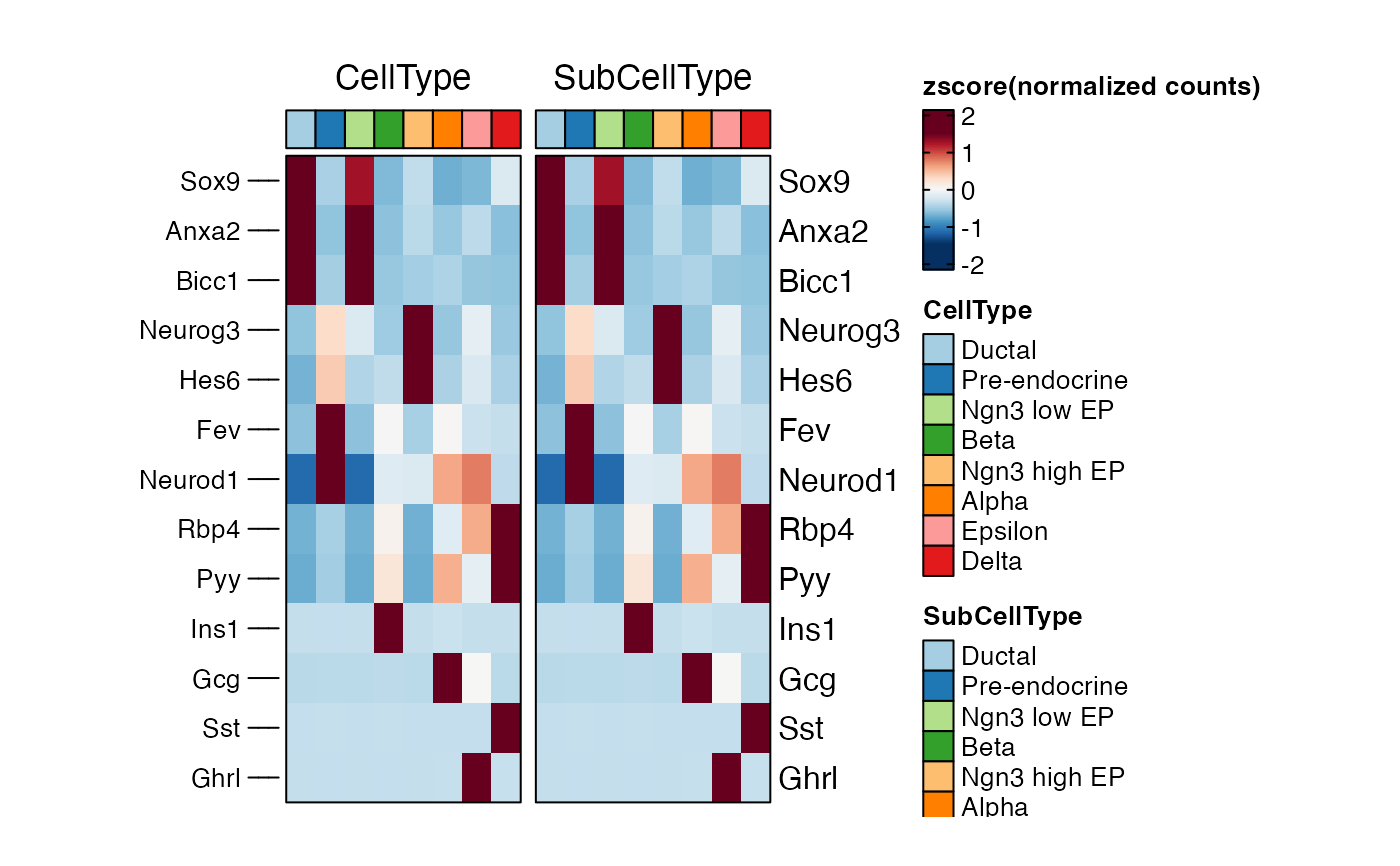 CellType
SubCellType
Sox9
Anxa2
Bicc1
Neurog3
Hes6
Fev
Neurod1
Rbp4
Pyy
Ins1
Gcg
Sst
Ghrl
Sox9
Anxa2
Bicc1
Neurog3
Hes6
Fev
Neurod1
Rbp4
Pyy
Ins1
Gcg
Sst
Ghrl
zscore(normalized counts)
2
1
0
-1
-2
CellType
Ductal
Pre-endocrine
Ngn3 low EP
Beta
Ngn3 high EP
Alpha
Epsilon
Delta
SubCellType
Ductal
Pre-endocrine
Ngn3 low EP
Beta
Ngn3 high EP
Alpha